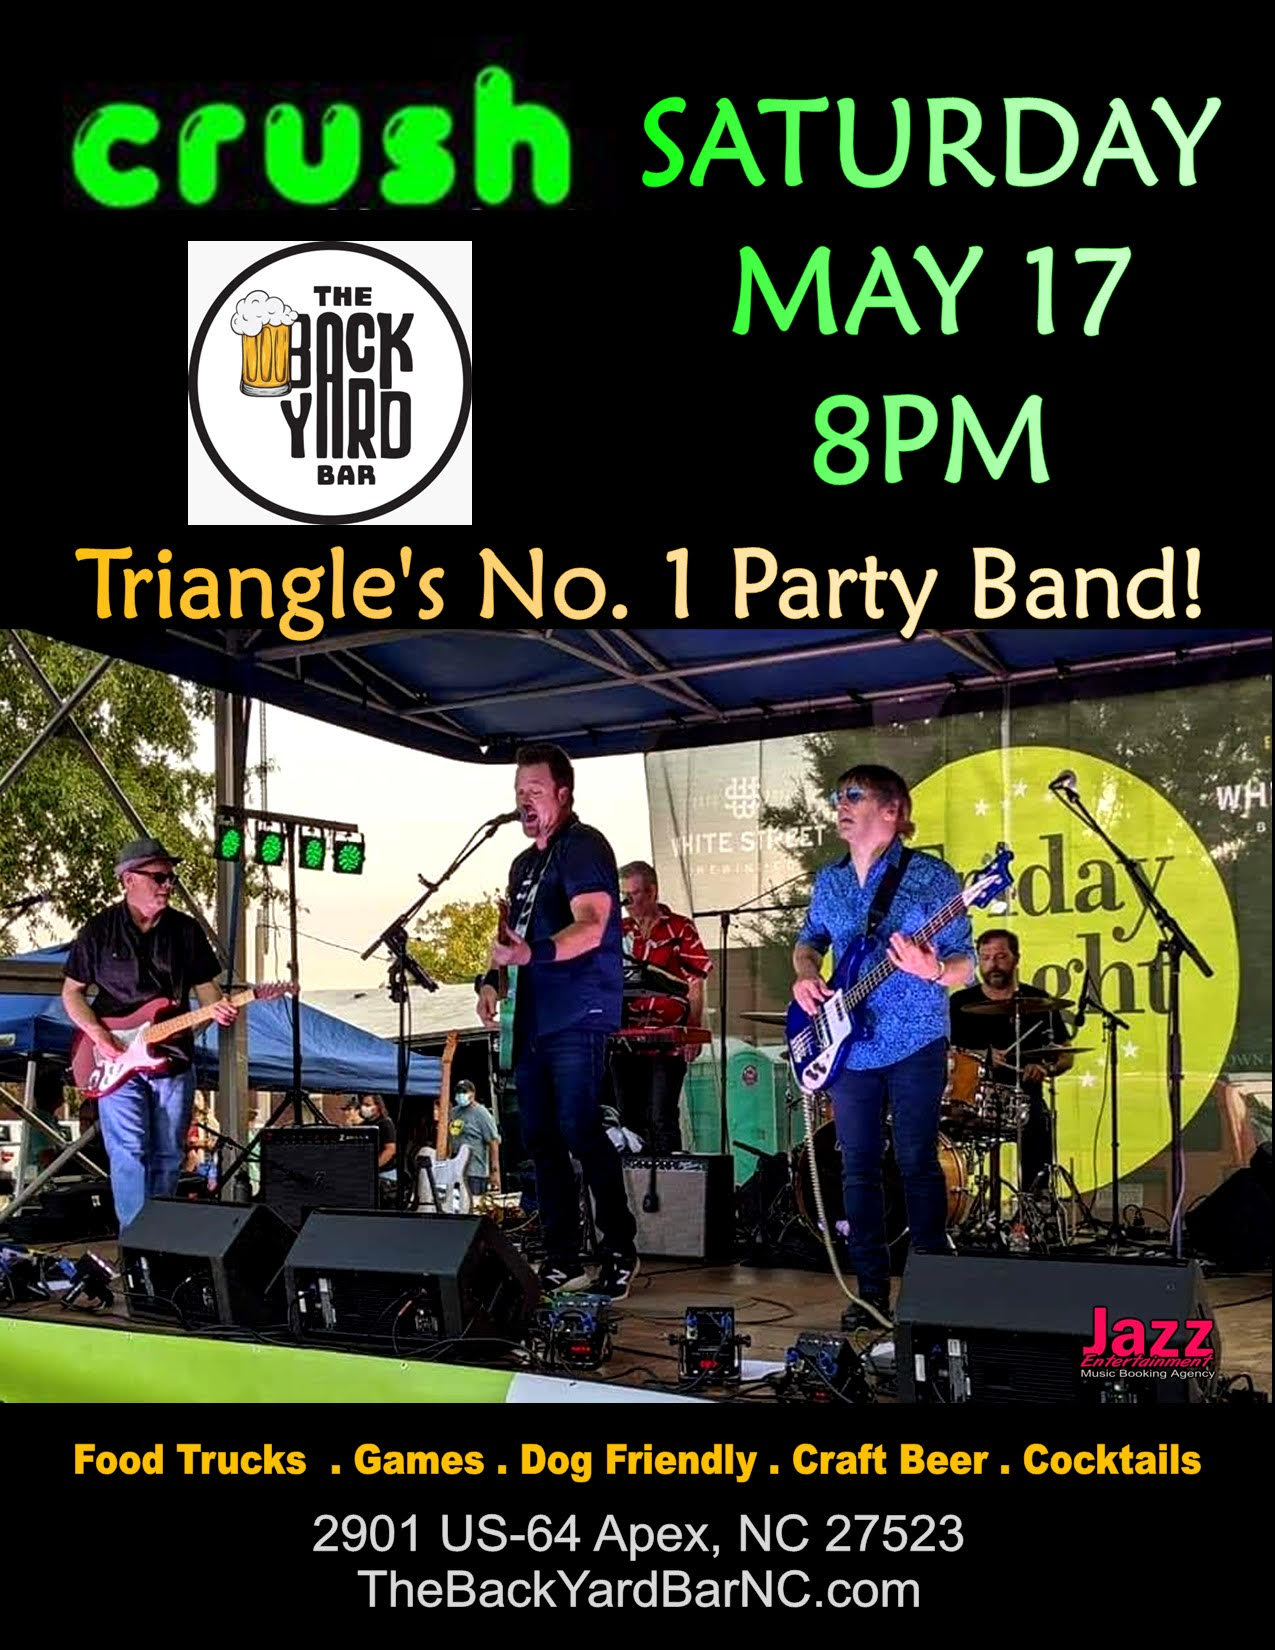 crush
SATURDAY
MAY 17
8PM
THE
BACK
YARD
BAR
Triangle's No. 1 Party Band!
WHITE STREET
Friday
Jazz
Entertainment
Music Booking Agency
Food Trucks . Games . Dog Friendly . Craft Beer . Cocktails
2901 US-64 Apex, NC 27523
TheBackYardBarNC.com